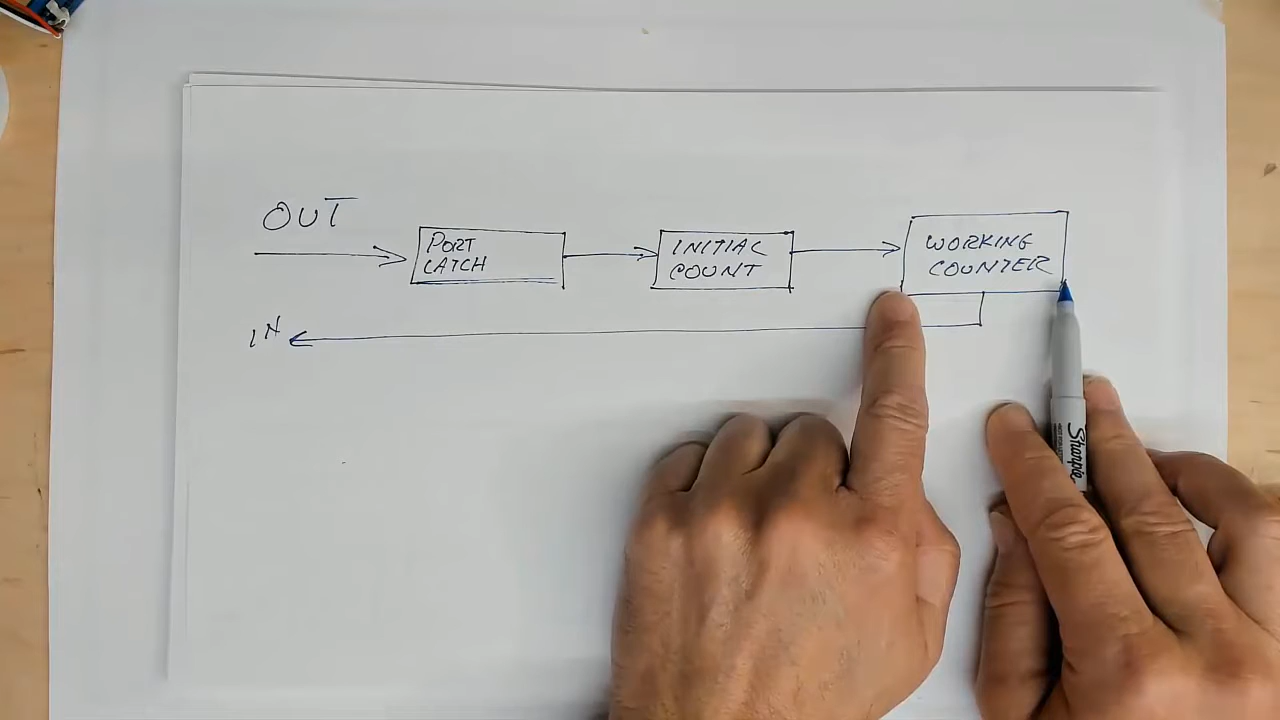 OUT
PORT
LATCH
INITIAL
COUNT
WORKING
COUNTER
IN
Sharpie